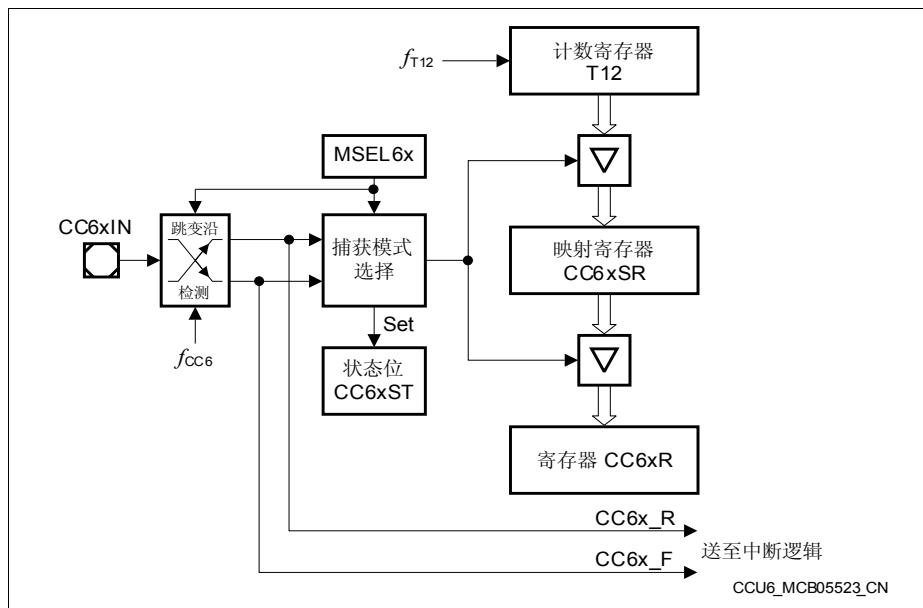 计数寄存器
T12
fT12
MSEL6x
CC6xIN
跳变沿
检测
捕获模式
选择
映射寄存器
CC6xSR
fCC6
Set
状态位
CC6xST
寄存器 CC6xR
CC6x_R
CC6x_F
送至中断逻辑
CCU6_MCB05523_CN